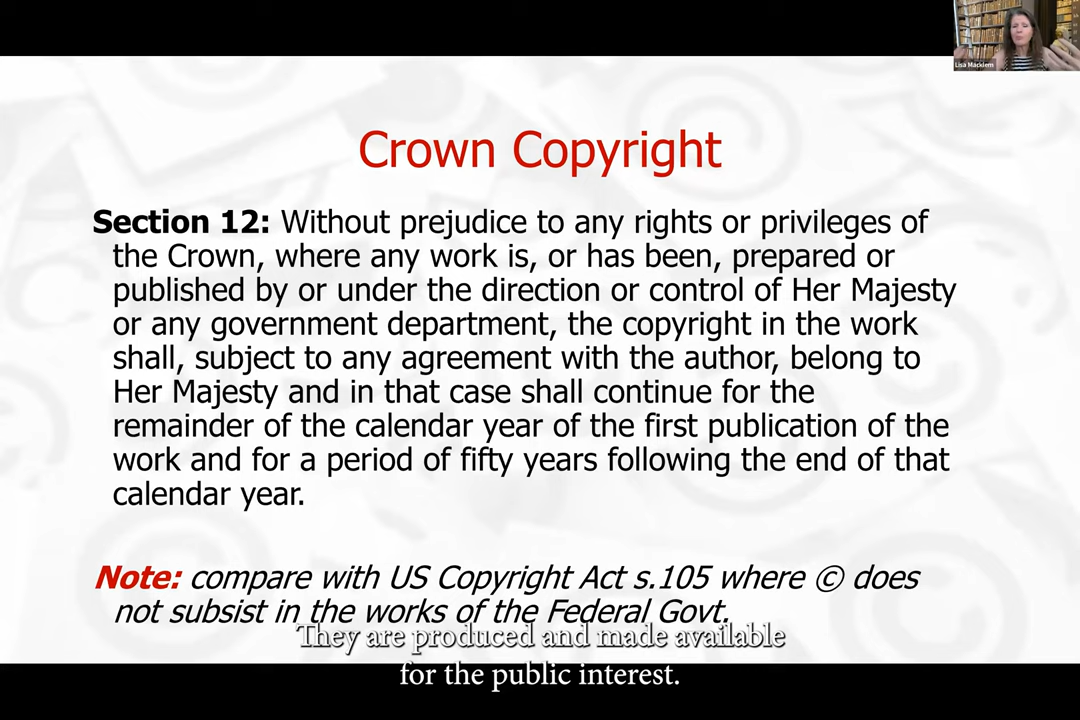 Lisa Macklem
Crown Copyright
Section 12: Without prejudice to any rights or privileges of
the Crown, where any work is, or has been, prepared or
published by or under the direction or control of Her Majesty
or any government department, the copyright in the work
shall, subject to any agreement with the author, belong to
Her Majesty and in that case shall continue for the
remainder of the calendar year of the first publication of the
work and for a period of fifty years following the end of that
calendar year.
Note: compare with US Copyright Act s.105 where © does
not subsist in the works of the Federal Govt.
They are produced and made available
for the public interest.